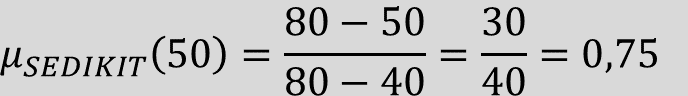 μ_SEDIKIT(50) = (80 − 50)/(80 − 40) = 30/40 = 0,75